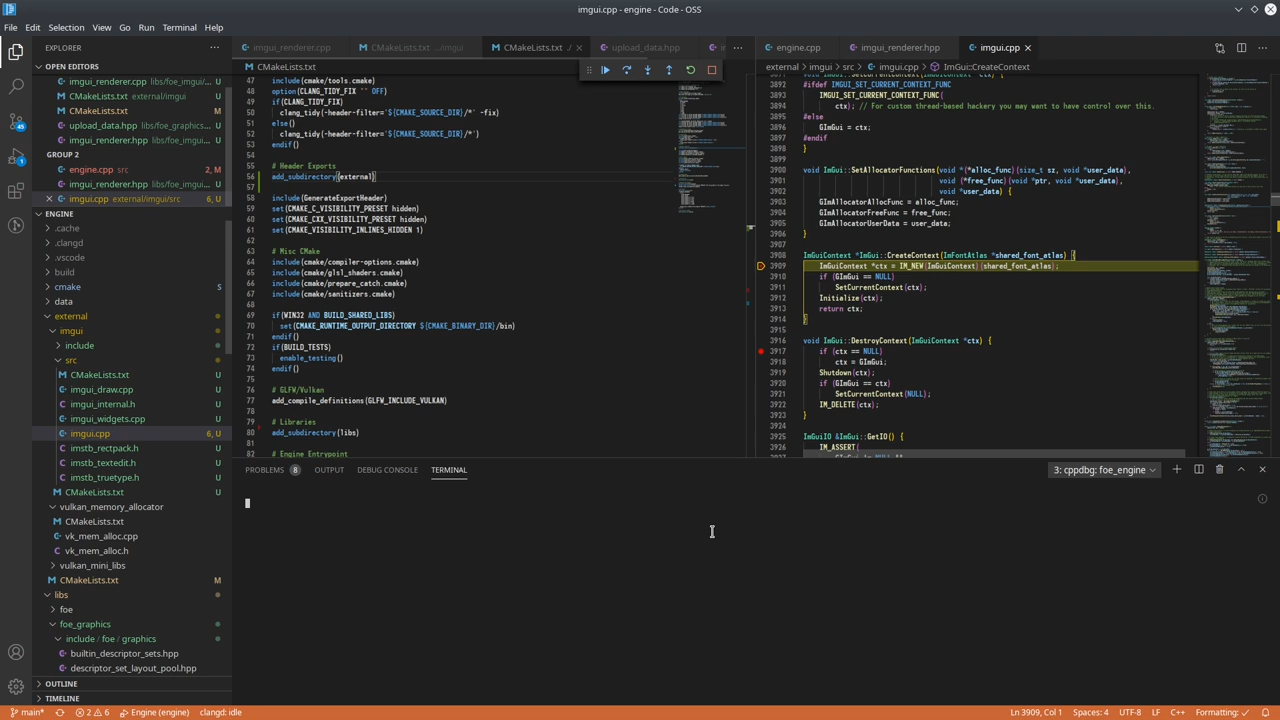 imgui.cpp - engine - Code - OSS
File Edit Selection View Go Run Terminal Help
EXPLORER
OPEN EDITORS
imgui_renderer.cpp libs/foe_imgui...
CMakeLists.txt external/imgui U
CMakeLists.txt M
upload_data.hpp libs/foe_graphics...
imgui_renderer.hpp libs/foe_imgui...
GROUP 2
engine.cpp src 2, M
imgui_renderer.hpp libs/foe_im... U
imgui.cpp external/imgui/src 6, U
ENGINE
.cache
.clangd
.vscode
build
cmake
data
external
imgui
include
src
CMakeLists.txt U
imgui_draw.cpp U
imgui_internal.h U
imgui_widgets.cpp U
imgui.cpp 6, U
imstb_rectpack.h U
imstb_textedit.h U
imstb_truetype.h U
CMakeLists.txt U
vulkan_memory_allocator
CMakeLists.txt
vk_mem_alloc.cpp
vk_mem_alloc.h
vulkan_mini_libs
CMakeLists.txt M
libs
foe
foe_graphics
include / foe / graphics
builtin_descriptor_sets.hpp
descriptor_set_layout_pool.hpp
OUTLINE
TIMELINE
45
1
imgui_renderer.cpp CMakeLists.txt .../imgui CMakeLists.txt ./ upload_data.hpp
CMakeLists.txt
47 include(cmake/tools.cmake)
48 option(CLANG_TIDY_FIX "" OFF)
49 if(CLANG_TIDY_FIX)
50 clang_tidy(-header-filter='${CMAKE_SOURCE_DIR}/*' -fix)
51 else()
52 clang_tidy(-header-filter='${CMAKE_SOURCE_DIR}/*')
53 endif()
54
55 # Header Exports
56 add_subdirectory(external)
57
58 include(GenerateExportHeader)
59 set(CMAKE_C_VISIBILITY_PRESET hidden)
60 set(CMAKE_CXX_VISIBILITY_PRESET hidden)
61 set(CMAKE_VISIBILITY_INLINES_HIDDEN 1)
62
63 # Misc CMake
64 include(cmake/compiler-options.cmake)
65 include(cmake/glsl_shaders.cmake)
66 include(cmake/prepare_catch.cmake)
67 include(cmake/sanitizers.cmake)
68
69 if(WIN32 AND BUILD_SHARED_LIBS)
70 set(CMAKE_RUNTIME_OUTPUT_DIRECTORY ${CMAKE_BINARY_DIR}/bin)
71 endif()
72 if(BUILD_TESTS)
73 enable_testing()
74 endif()
75
76 # GLFW/Vulkan
77 add_compile_definitions(GLFW_INCLUDE_VULKAN)
78
79 # Libraries
80 add_subdirectory(libs)
81
82 # Engine Entrypoint
engine.cpp imgui_renderer.hpp imgui.cpp
external > imgui > src > imgui.cpp > ImGui::CreateContext
3892 #ifdef IMGUI_SET_CURRENT_CONTEXT_FUNC
3893 IMGUI_SET_CURRENT_CONTEXT_FUNC(
3894 ctx); // For custom thread-based hackery you may want to have control over this.
3895 #else
3896 GImGui = ctx;
3897 #endif
3898 }
3899
3900 void ImGui::SetAllocatorFunctions(void *(*alloc_func)(size_t sz, void *user_data),
3901 void (*free_func)(void *ptr, void *user_data),
3902 void *user_data) {
3903 GImAllocatorAllocFunc = alloc_func;
3904 GImAllocatorFreeFunc = free_func;
3905 GImAllocatorUserData = user_data;
3906 }
3907
3908 ImGuiContext *ImGui::CreateContext(ImFontAtlas *shared_font_atlas) {
3909 ImGuiContext *ctx = IM_NEW(ImGuiContext)(shared_font_atlas);
3910 if (GImGui == NULL)
3911 SetCurrentContext(ctx);
3912 Initialize(ctx);
3913 return ctx;
3914 }
3915
3916 void ImGui::DestroyContext(ImGuiContext *ctx) {
3917 if (ctx == NULL)
3918 ctx = GImGui;
3919 Shutdown(ctx);
3920 if (GImGui == ctx)
3921 SetCurrentContext(NULL);
3922 IM_DELETE(ctx);
3923 }
3924
3925 ImGuiIO &ImGui::GetIO() {
3926 IM_ASSERT(
PROBLEMS 8 OUTPUT DEBUG CONSOLE TERMINAL
3: cppdbg: foe_engine
main* 2 6 Engine (engine) clangd: idle
Ln 3909, Col 1 Spaces: 4 UTF-8 LF C++ Formatting: ✓